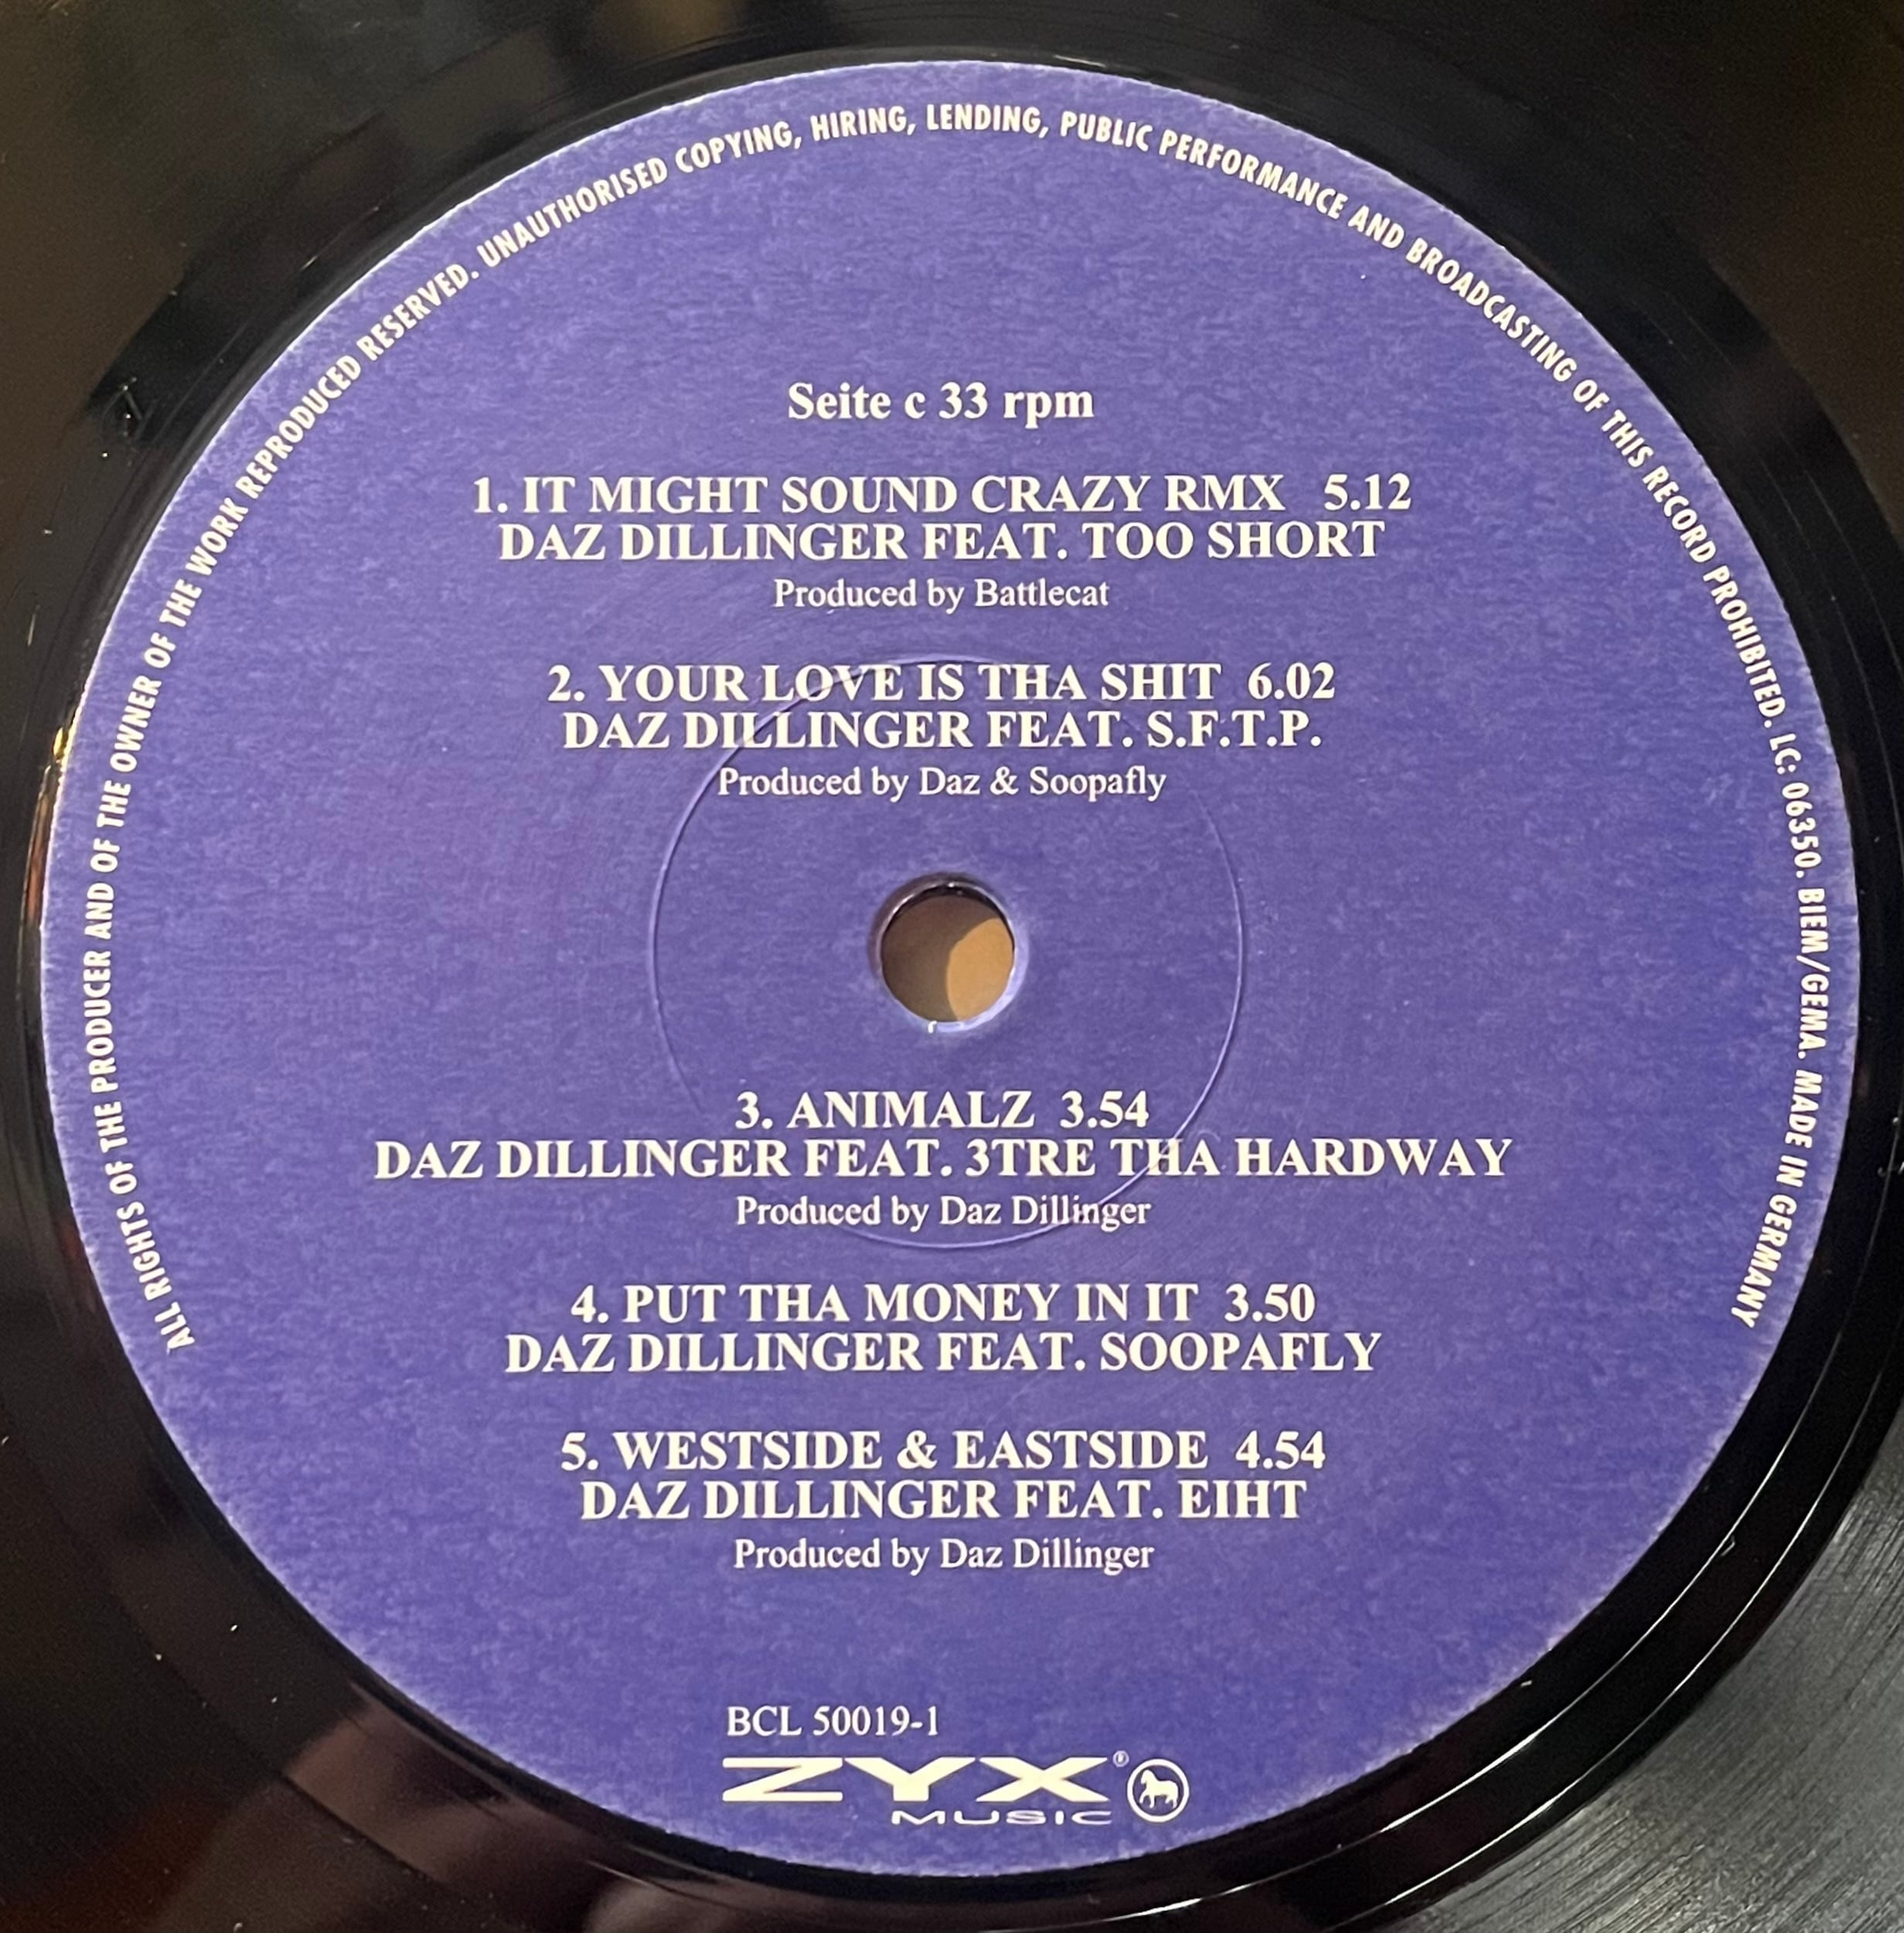 ALL RIGHTS OF THE PRODUCER AND OF THE OWNER OF THE WORK REPRODUCED RESERVED. UNAUTHORISED COPYING, HIRING, LENDING, PUBLIC PERFORMANCE AND BROADCASTING OF THIS RECORD PROHIBITED. LC: 06350. BIEM/GEMA. MADE IN GERMANY
Seite c 33 rpm
1. IT MIGHT SOUND CRAZY RMX 5.12
DAZ DILLINGER FEAT. TOO SHORT
Produced by Battlecat
2. YOUR LOVE IS THA SHIT 6.02
DAZ DILLINGER FEAT. S.F.T.P.
Produced by Daz & Soopafly
3. ANIMALZ 3.54
DAZ DILLINGER FEAT. 3TRE THA HARDWAY
Produced by Daz Dillinger
4. PUT THA MONEY IN IT 3.50
DAZ DILLINGER FEAT. SOOPAFLY
5. WESTSIDE & EASTSIDE 4.54
DAZ DILLINGER FEAT. EIHT
Produced by Daz Dillinger
BCL 50019-1
ZYX®
MUSIC